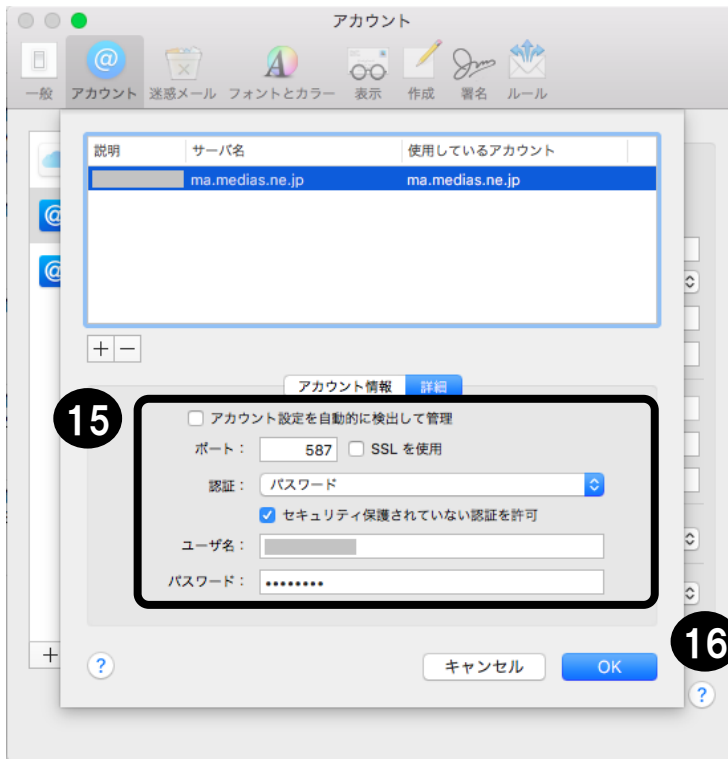 アカウント
一般 アカウント 迷惑メール フォントとカラー 表示 作成 署名 ルール
説明 サーバ名 使用しているアカウント
ma.medias.ne.jp ma.medias.ne.jp
アカウント情報 詳細
15
アカウント設定を自動的に検出して管理
ポート： 587 SSL を使用
認証： パスワード
セキュリティ保護されていない認証を許可
ユーザ名：
パスワード： ••••••••
16
? キャンセル OK
?